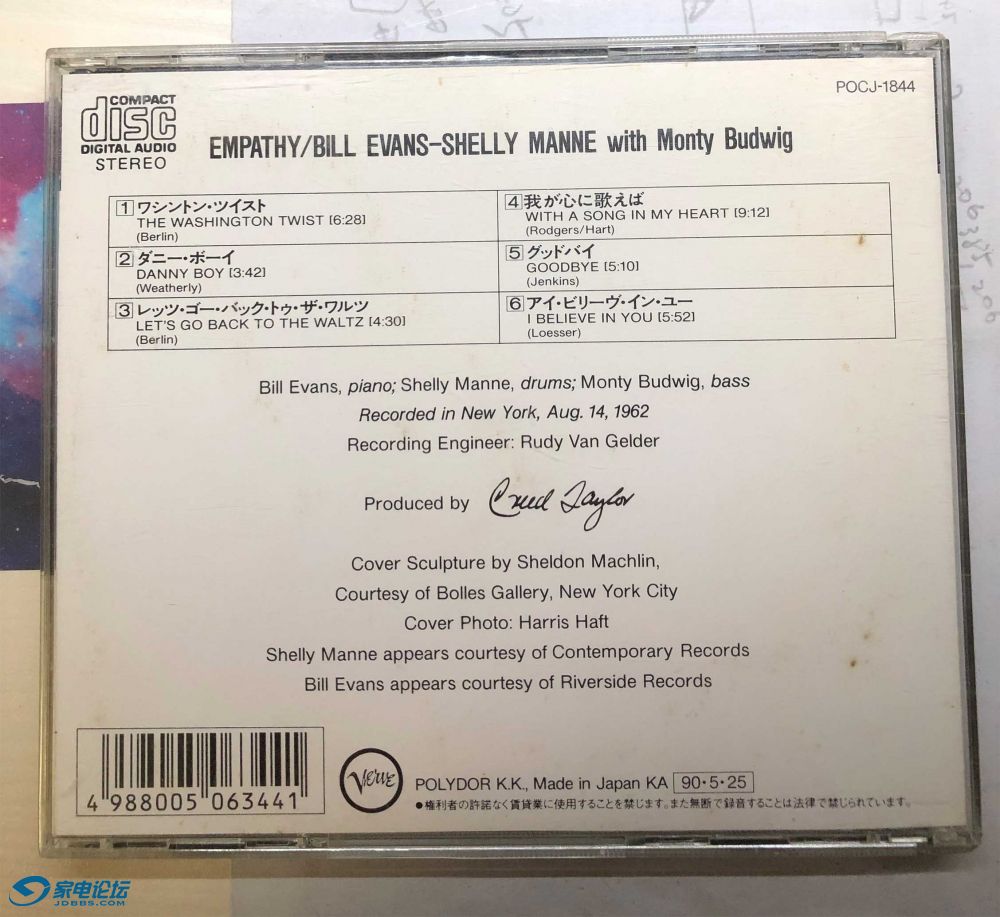 POCJ-1844
COMPACT
disc
DIGITAL AUDIO
STEREO
EMPATHY/BILL EVANS–SHELLY MANNE with Monty Budwig
1 ワシントン・ツイスト
THE WASHINGTON TWIST [6:28]
(Berlin)
2 ダニー・ボーイ
DANNY BOY [3:42]
(Weatherly)
3 レッツ・ゴー・バック・トゥ・ザ・ワルツ
LET'S GO BACK TO THE WALTZ [4:30]
(Berlin)
4 我が心に歌えば
WITH A SONG IN MY HEART [9:12]
(Rodgers/Hart)
5 グッドバイ
GOODBYE [5:10]
(Jenkins)
6 アイ・ビリーヴ・イン・ユー
I BELIEVE IN YOU [5:52]
(Loesser)
Bill Evans, piano; Shelly Manne, drums; Monty Budwig, bass
Recorded in New York, Aug. 14, 1962
Recording Engineer: Rudy Van Gelder
Produced by Creed Taylor
Cover Sculpture by Sheldon Machlin,
Courtesy of Bolles Gallery, New York City
Cover Photo: Harris Haft
Shelly Manne appears courtesy of Contemporary Records
Bill Evans appears courtesy of Riverside Records
4 988005 063441
Verve
POLYDOR K.K., Made in Japan KA 90・5・25
●権利者の許諾なく賃貸業に使用することを禁じます。また無断で録音することは法律で禁じられています。
家电论坛
JDBBS.COM